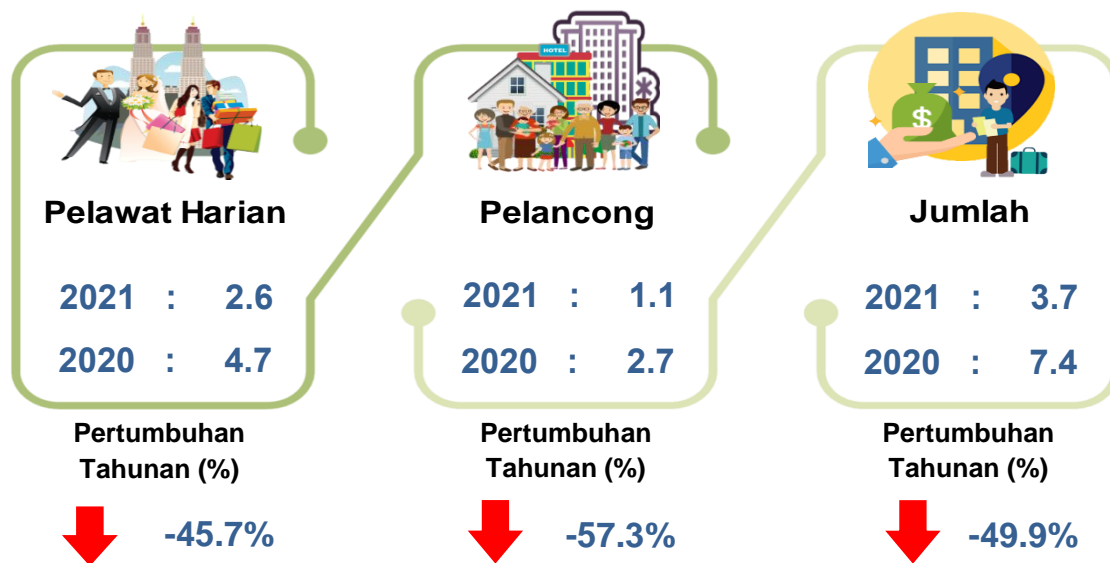 HOTEL
$
Pelawat Harian
2021 : 2.6
2020 : 4.7
Pertumbuhan
Tahunan (%)
-45.7%
Pelancong
2021 : 1.1
2020 : 2.7
Pertumbuhan
Tahunan (%)
-57.3%
Jumlah
2021 : 3.7
2020 : 7.4
Pertumbuhan
Tahunan (%)
-49.9%